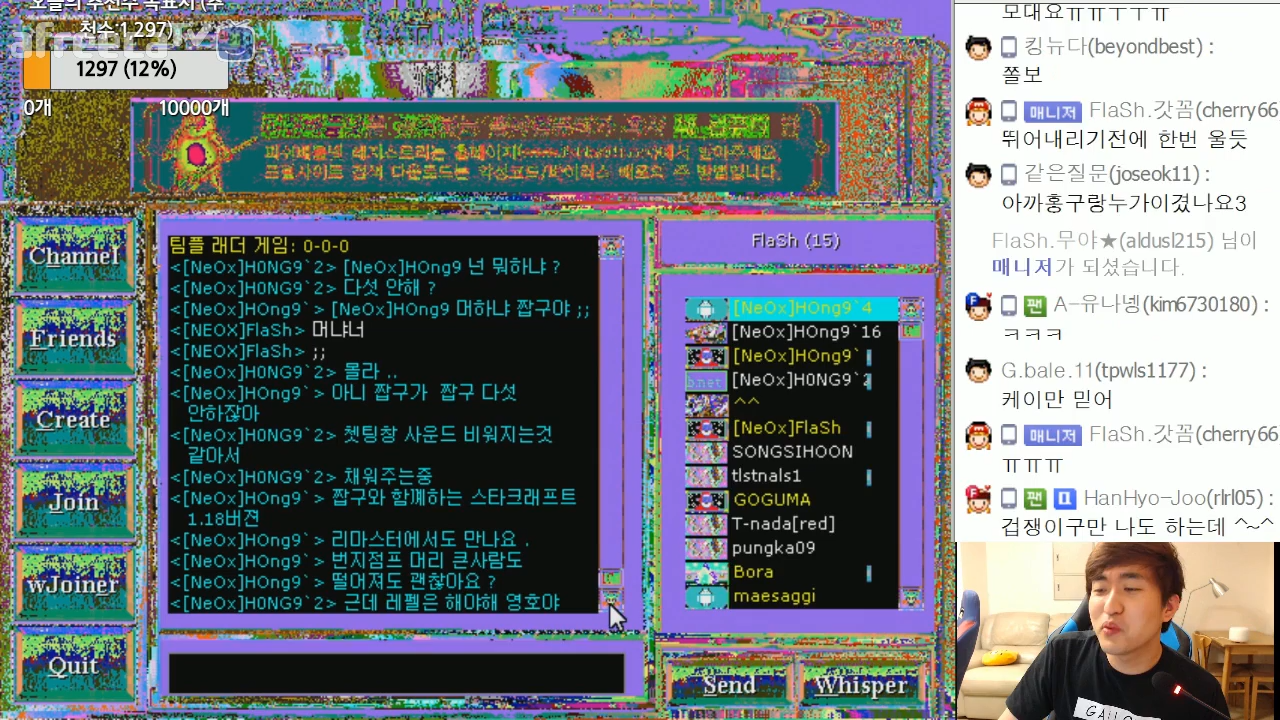 오늘의 추천수 목표치 (추
천수:1,297)
afreeca
1297 (12%)
0개
10000개
Channel
Friends
Create
Join
wJoiner
Quit
팀플 래더 게임: 0-0-0
<[NeOx]H0NG9`2> [NeOx]HOng9 넌 뭐하냐 ?
<[NeOx]H0NG9`2> 다섯 안해 ?
<[NeOx]HOng9`> [NeOx]HOng9 머하냐 짭구야 ;;
<[NEOX]FlaSh> 머냐너
<[NEOX]FlaSh> ;;
<[NeOx]H0NG9`2> 몰라 ..
<[NeOx]HOng9`> 아니 짭구가 짭구 다섯
안하잖아
<[NeOx]H0NG9`2> 쳇팅창 사운드 비워지는것
같아서
<[NeOx]H0NG9`2> 채워주는중
<[NeOx]HOng9`> 짭구와 함께하는 스타크래프트
1.18버젼
<[NeOx]HOng9`> 리마스터에서도 만나요 .
<[NeOx]HOng9`> 번지점프 머리 큰사람도
<[NeOx]HOng9`> 떨어져도 괜찮아요 ?
<[NeOx]H0NG9`2> 근데 레펠은 해야해 영호야
FlaSh (15)
[NeOx]HOng9`4
[NeOx]HOng9`16
[NeOx]HOng9`
[NeOx]H0NG9`2
^^
[NeOx]FlaSh
SONGSIHOON
tlstnals1
GOGUMA
T-nada[red]
pungka09
Bora
maesaggi
Send
Whisper
모대요ㅠㅠㅜㅜㅠ
킹뉴다(beyondbest) :
쫄보
매니저 FlaSh.갓꼼(cherry66
뛰어내리기전에 한번 울듯
같은질문(joseok11) :
아까홍구랑누가이겼나요3
FlaSh.무야★(aldusl215) 님이
매니저가 되셨습니다.
팬 A-유나넹(kim6730180) :
ㅋㅋㅋ
G.bale.11(tpwls1177) :
케이만 믿어
매니저 FlaSh.갓꼼(cherry66
ㅠㅠㅠ
팬 HanHyo-Joo(rlrl05) :
겁쟁이구만 나도 하는데 ^~^